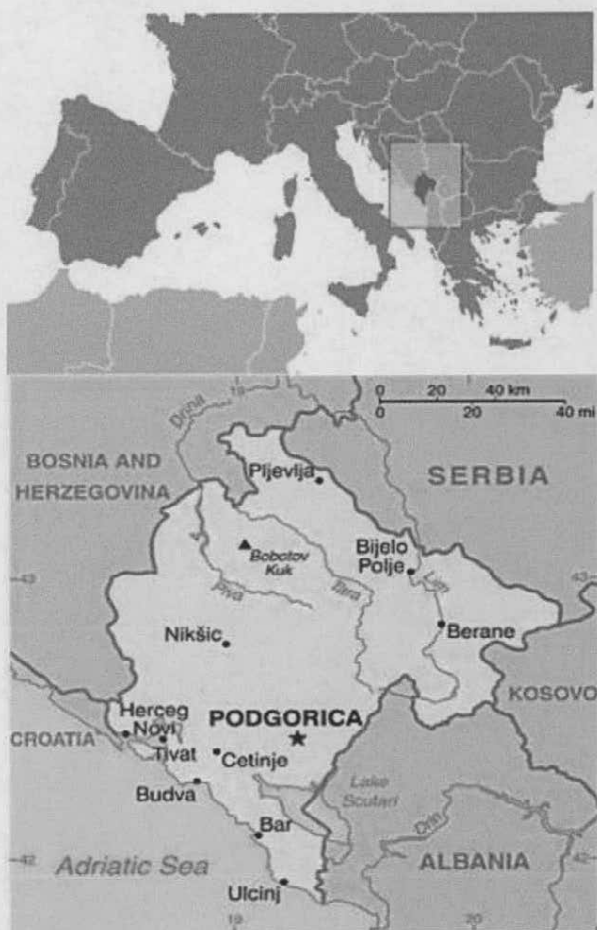 0 20 40 km
0 20 40 mi
19
Drina
BOSNIA AND
HERZEGOVINA
Pljevlja
SERBIA
Bobotov
Kuk
Bijelo
Polje
43
43
Piva
Tara
Lim
Nikšic
Berane
KOSOVO
Herceg
Novi
PODGORICA
CROATIA
Tivat
Cetinje
Budva
Lake
Scutari
Bar
Drin
42
42
Adriatic Sea
ALBANIA
Ulcinj
19
20